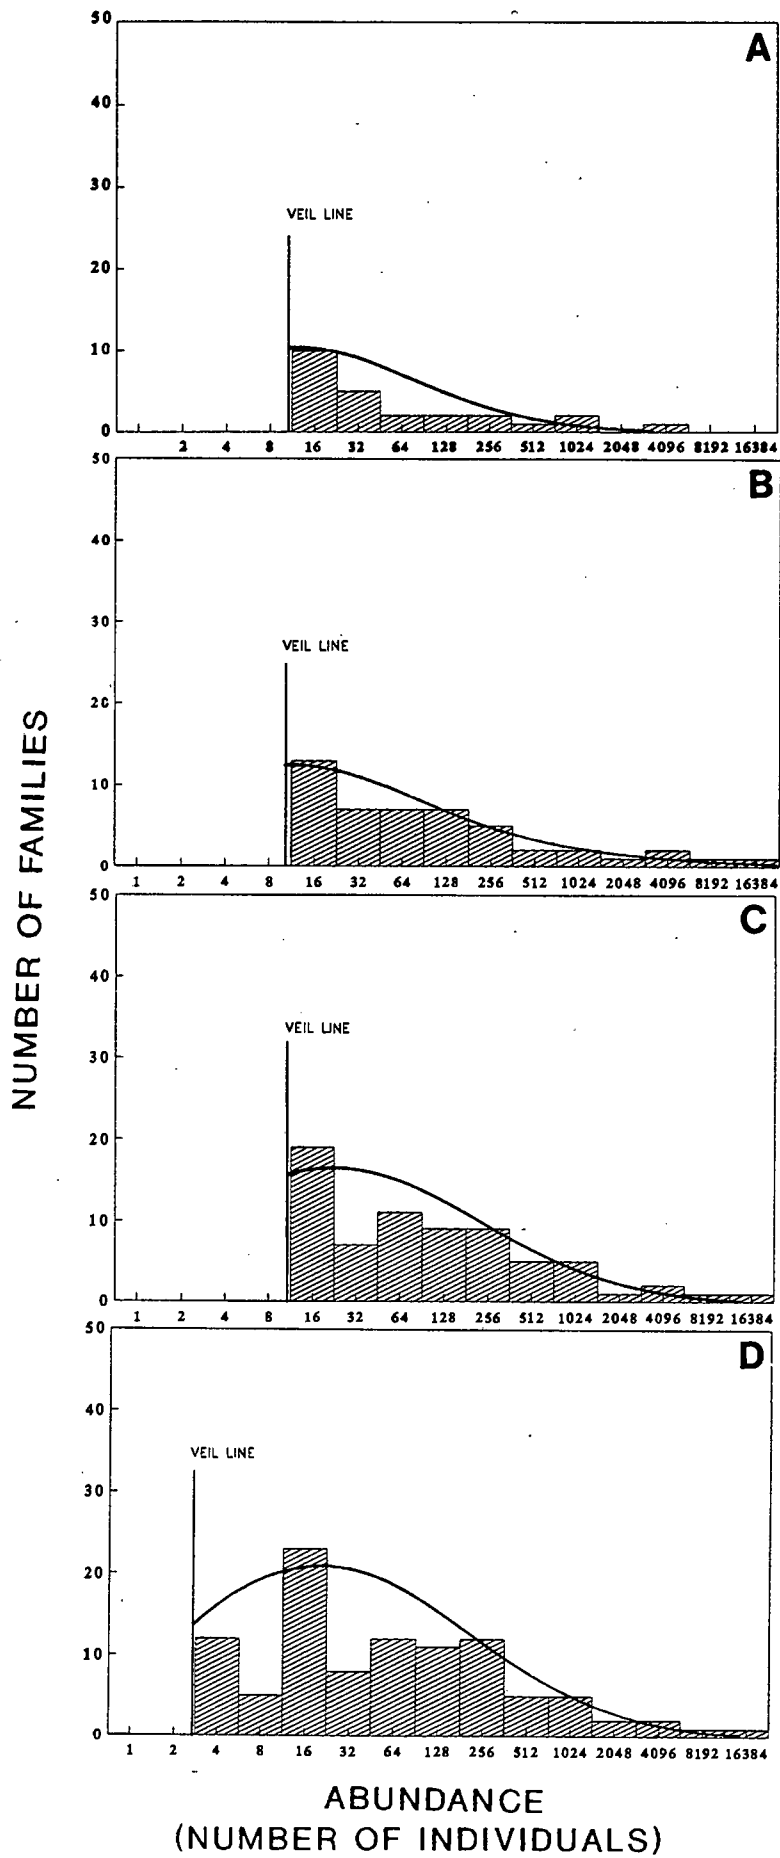 50
A
40
30
VEIL LINE
20
10
0
2 4 8 16 32 64 128 256 512 1024 2048 4096 8192 16384
50
B
40
30
VEIL LINE
20
10
0
1 2 4 8 16 32 64 128 256 512 1024 2048 4096 8192 16384
50
C
40
VEIL LINE
30
20
10
0
1 2 4 8 16 32 64 128 256 512 1024 2048 4096 8192 16384
50
D
40
VEIL LINE
30
20
10
0
1 2 4 8 16 32 64 128 256 512 1024 2048 4096 8192 16384
NUMBER OF FAMILIES
ABUNDANCE
(NUMBER OF INDIVIDUALS)